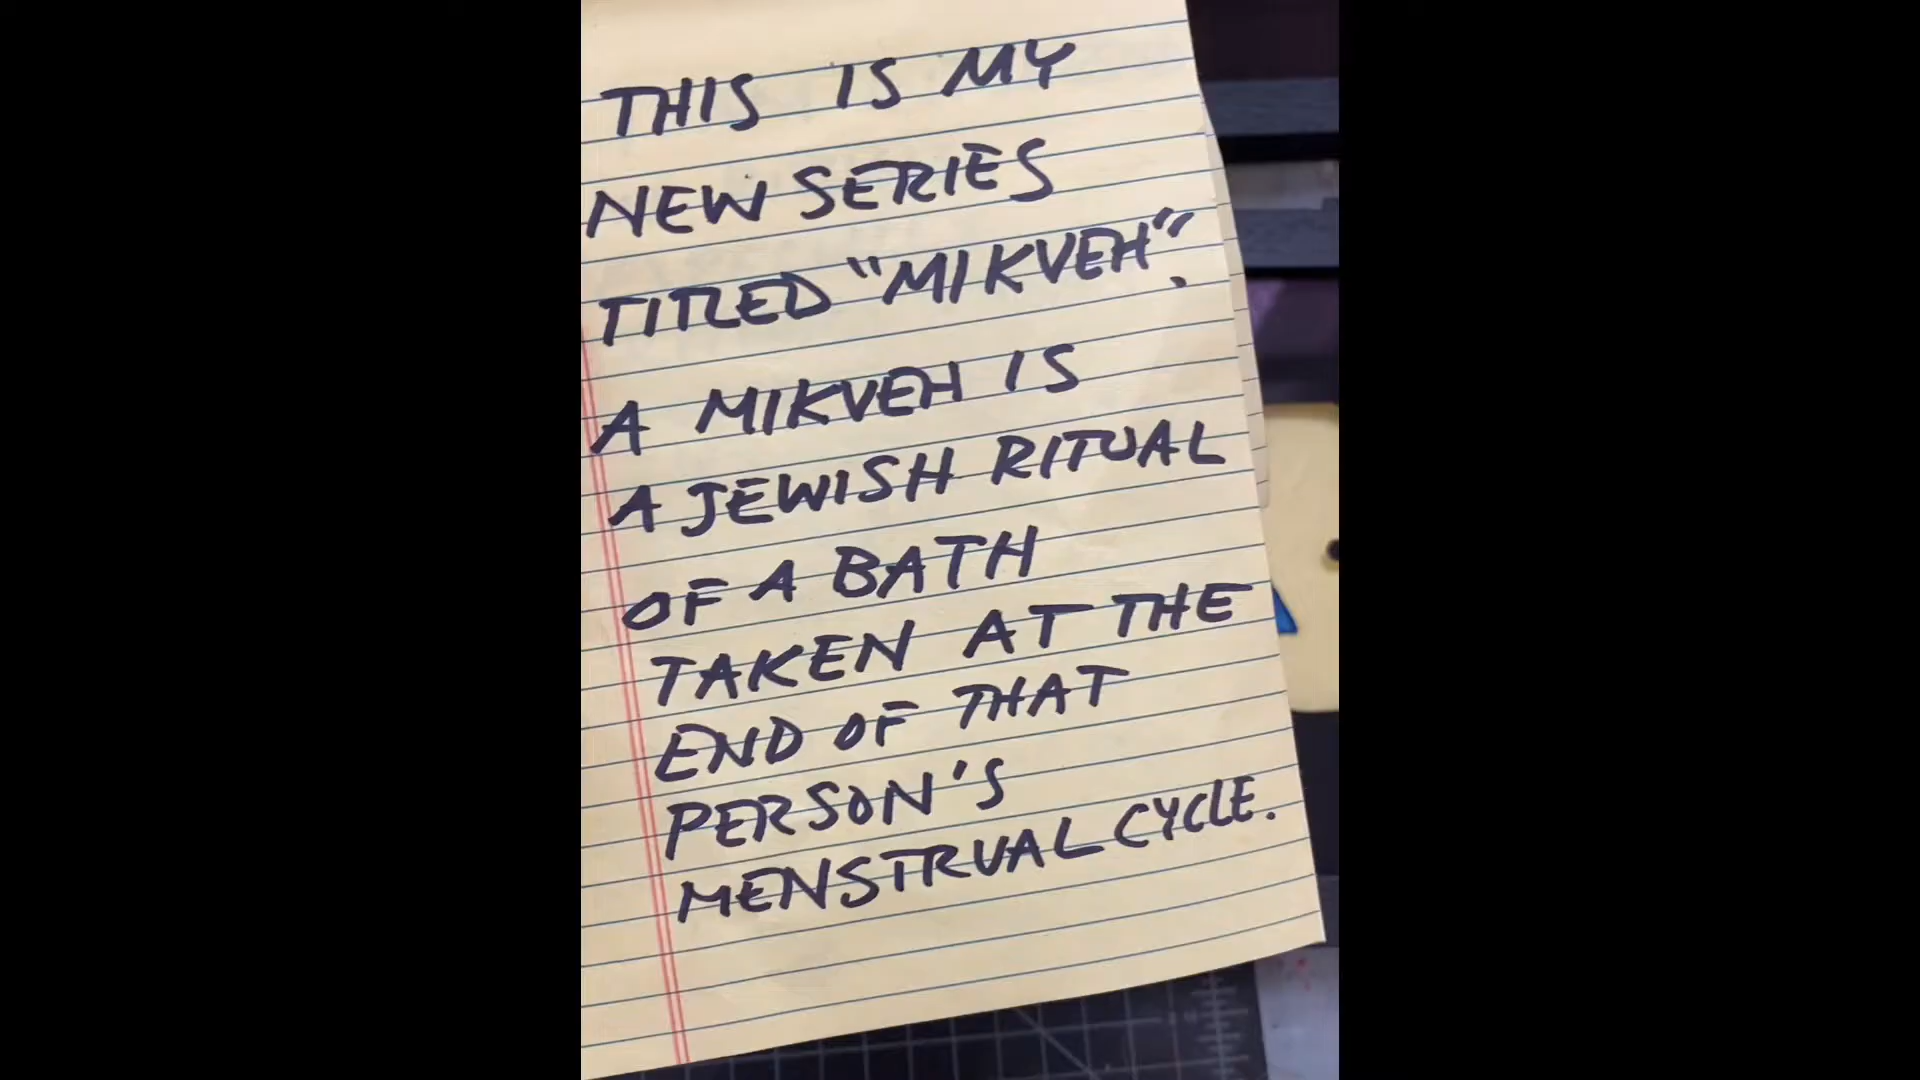 THIS IS MY
NEW SERIES
TITLED "MIKVEH".
A MIKVEH IS
A JEWISH RITUAL
OF A BATH
TAKEN AT THE
END OF THAT
PERSON'S
MENSTRUAL CYCLE.